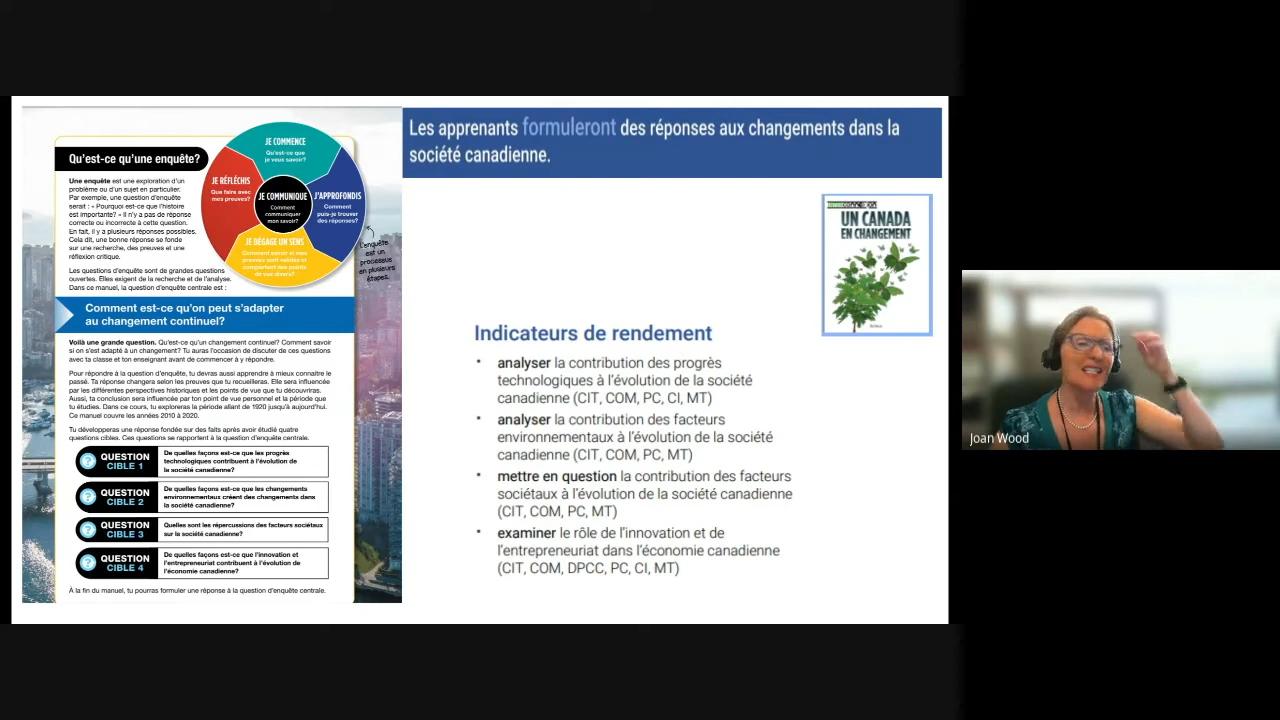 Qu'est-ce qu'une enquête?
Une enquête est une exploration d'un
problème ou d'un sujet en particulier.
Par exemple, une question d'enquête
serait : « Pourquoi est-ce que l'histoire
est importante? » Il n'y a pas de réponse
correcte ou incorrecte à cette question.
En fait, il y a plusieurs réponses possibles.
Cela dit, une bonne réponse se fonde
sur une recherche, des preuves et une
réflexion critique.
Les questions d'enquête sont de grandes questions
ouvertes. Elles exigent de la recherche et de l'analyse.
Dans ce manuel, la question d'enquête centrale est :
JE COMMENCE
Qu'est-ce que
je veux savoir?
JE RÉFLÉCHIS
Que faire avec
mes preuves?
JE COMMUNIQUE
Comment
communiquer
mon savoir?
J'APPROFONDIS
Comment
puis-je trouver
des réponses?
JE DÉGAGE UN SENS
Comment savoir si mes
preuves sont valides et
comportent des points
de vue divers?
L'enquête
est un
processus
en plusieurs
étapes.
Comment est-ce qu'on peut s'adapter
au changement continuel?
Voilà une grande question. Qu'est-ce qu'un changement continuel? Comment savoir
si on s'est adapté à un changement? Tu auras l'occasion de discuter de ces questions
avec ta classe et ton enseignant avant de commencer à y répondre.
Pour répondre à la question d'enquête, tu devras aussi apprendre à mieux connaître le
passé. Ta réponse changera selon les preuves que tu recueilleras. Elle sera influencée
par les différentes perspectives historiques et les points de vue que tu découvriras.
Aussi, ta conclusion sera influencée par ton point de vue personnel et la période que
tu étudies. Dans ce cours, tu exploreras la période allant de 1920 jusqu'à aujourd'hui.
Ce manuel couvre les années 2010 à 2020.
Tu développeras une réponse fondée sur des faits après avoir étudié quatre
questions cibles. Ces questions se rapportent à la question d'enquête centrale.
QUESTION
CIBLE 1
De quelles façons est-ce que les progrès
technologiques contribuent à l'évolution de
la société canadienne?
QUESTION
CIBLE 2
De quelles façons est-ce que les changements
environnementaux créent des changements dans
la société canadienne?
QUESTION
CIBLE 3
Quelles sont les répercussions des facteurs sociétaux
sur la société canadienne?
QUESTION
CIBLE 4
De quelles façons est-ce que l'innovation et
l'entrepreneuriat contribuent à l'évolution de
l'économie canadienne?
À la fin du manuel, tu pourras formuler une réponse à la question d'enquête centrale.
Les apprenants formuleront des réponses aux changements dans la
société canadienne.
UN CANADA
EN CHANGEMENT
Indicateurs de rendement
• analyser la contribution des progrès
technologiques à l'évolution de la société
canadienne (CIT, COM, PC, CI, MT)
• analyser la contribution des facteurs
environnementaux à l'évolution de la société
canadienne (CIT, COM, PC, MT)
• mettre en question la contribution des facteurs
sociétaux à l'évolution de la société canadienne
(CIT, COM, PC, MT)
• examiner le rôle de l'innovation et de
l'entrepreneuriat dans l'économie canadienne
(CIT, COM, DPCC, PC, CI, MT)
Joan Wood